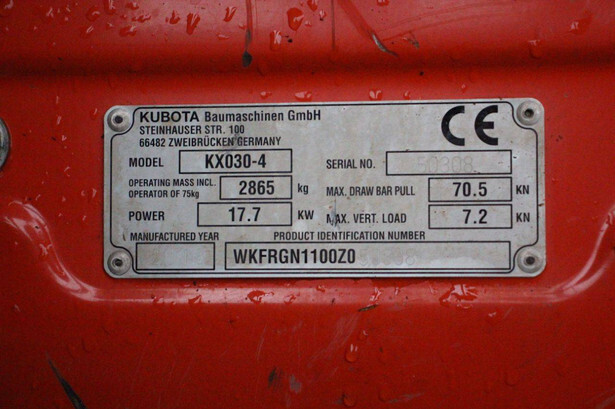 KUBOTA Baumaschinen GmbH
STEINHAUSER STR. 100
66482 ZWEIBRÜCKEN GERMANY
CE
MODEL KX030-4 SERIAL NO. 50308
OPERATING MASS INCL. OPERATOR OF 75kg 2865 kg MAX. DRAW BAR PULL 70.5 KN
POWER 17.7 KW MAX. VERT. LOAD 7.2 KN
MANUFACTURED YEAR PRODUCT IDENTIFICATION NUMBER
WKFRGN1100Z0